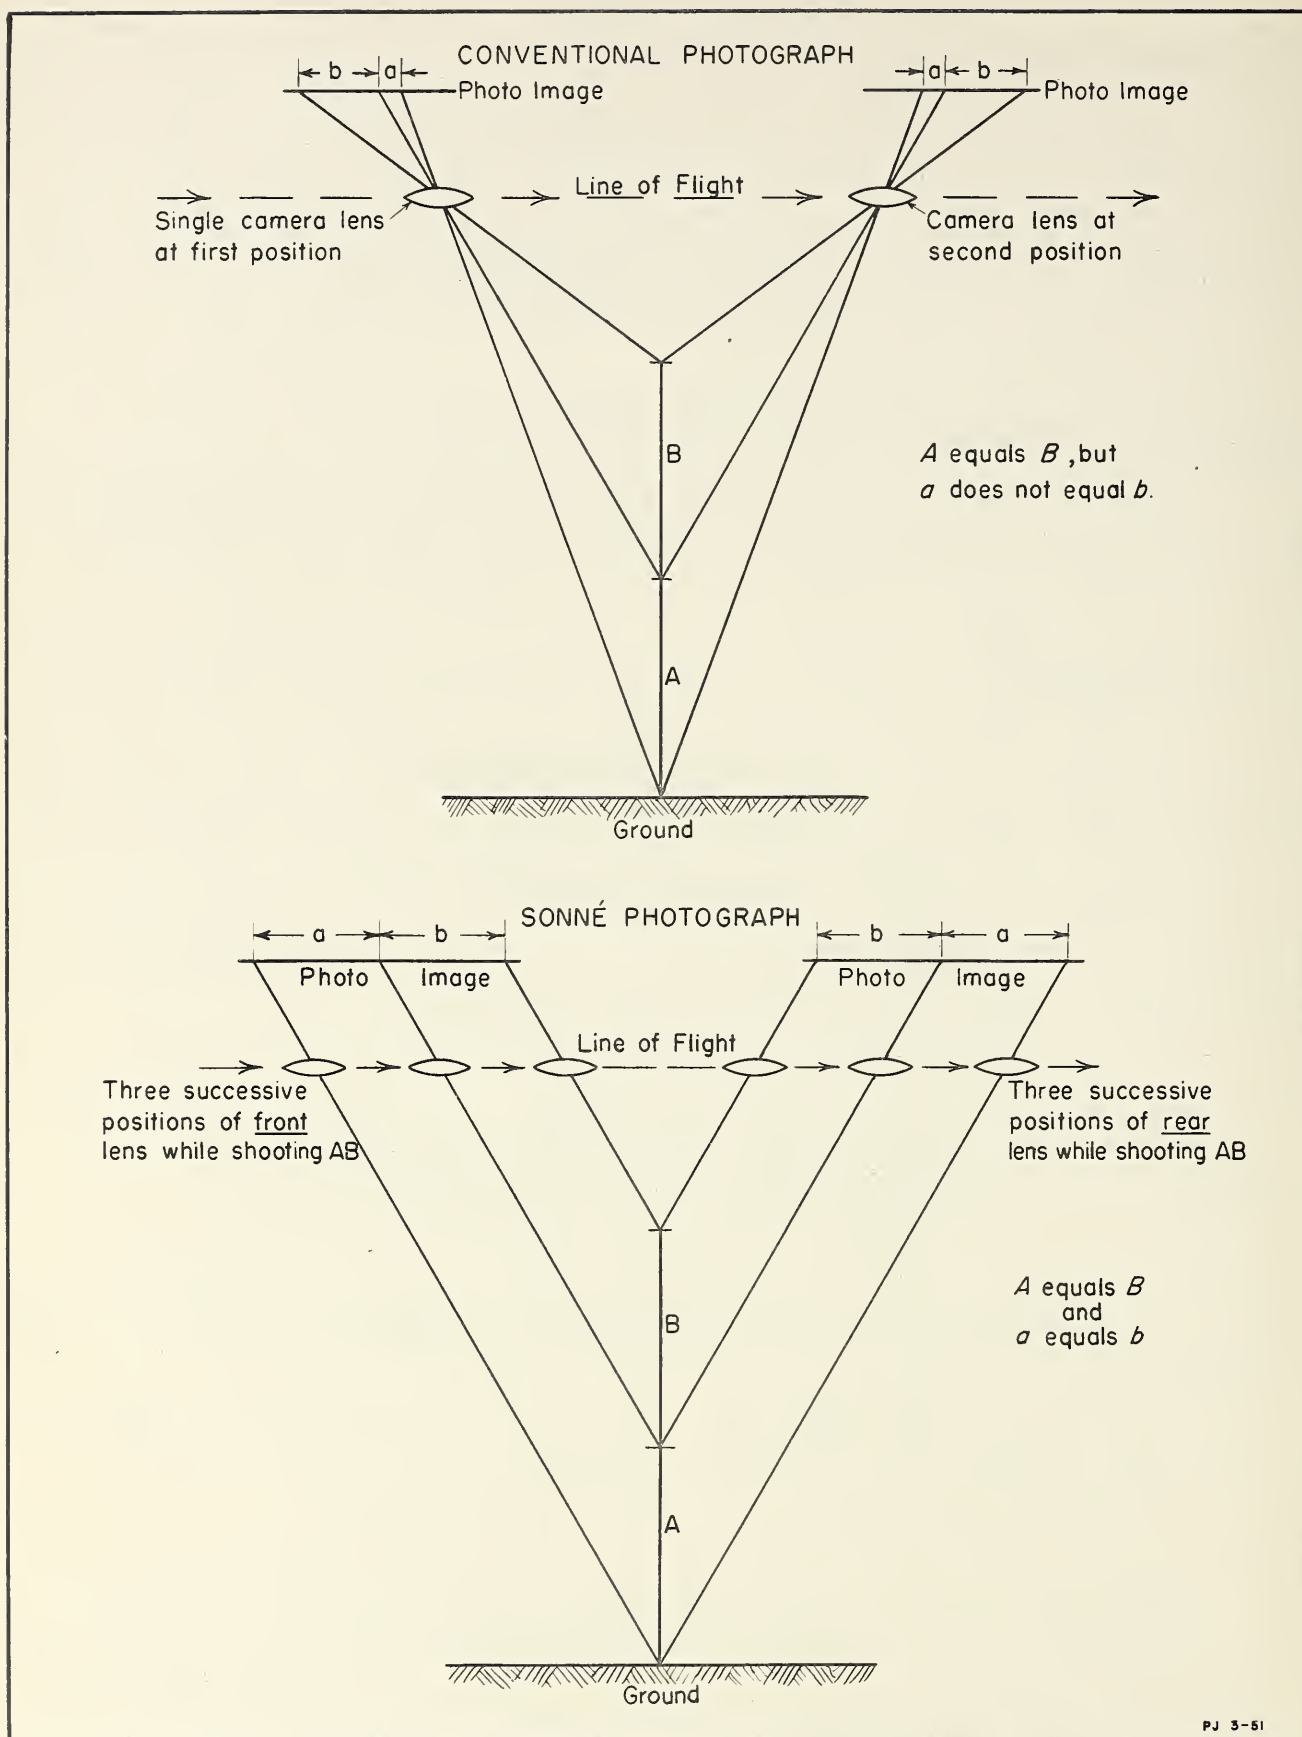 CONVENTIONAL PHOTOGRAPH
b a
Photo Image
a b
Photo Image
Line of Flight
Single camera lens
at first position
Camera lens at
second position
B
A equals B, but
a does not equal b.
A
Ground
SONNÉ PHOTOGRAPH
a b
Photo Image
b a
Photo Image
Line of Flight
Three successive
positions of front
lens while shooting AB
Three successive
positions of rear
lens while shooting AB
B
A equals B
and
a equals b
A
Ground
PJ 3-51